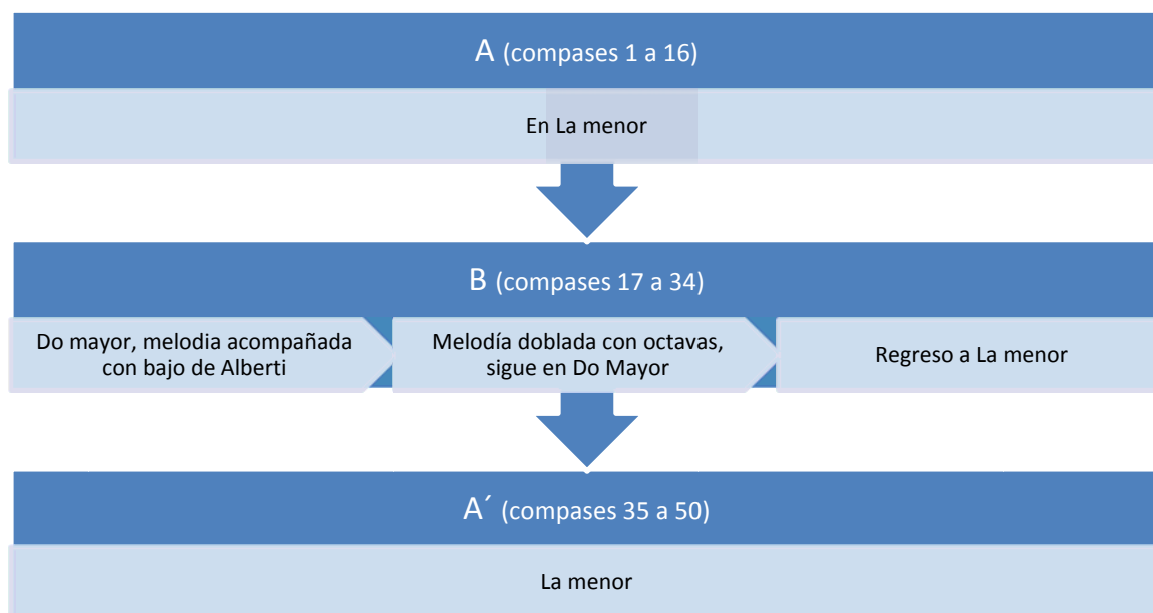 A (compases 1 a 16)
En La menor
B (compases 17 a 34)
Do mayor, melodia acompañada
con bajo de Alberti
Melodía doblada con octavas,
sigue en Do Mayor
Regreso a La menor
A´ (compases 35 a 50)
La menor